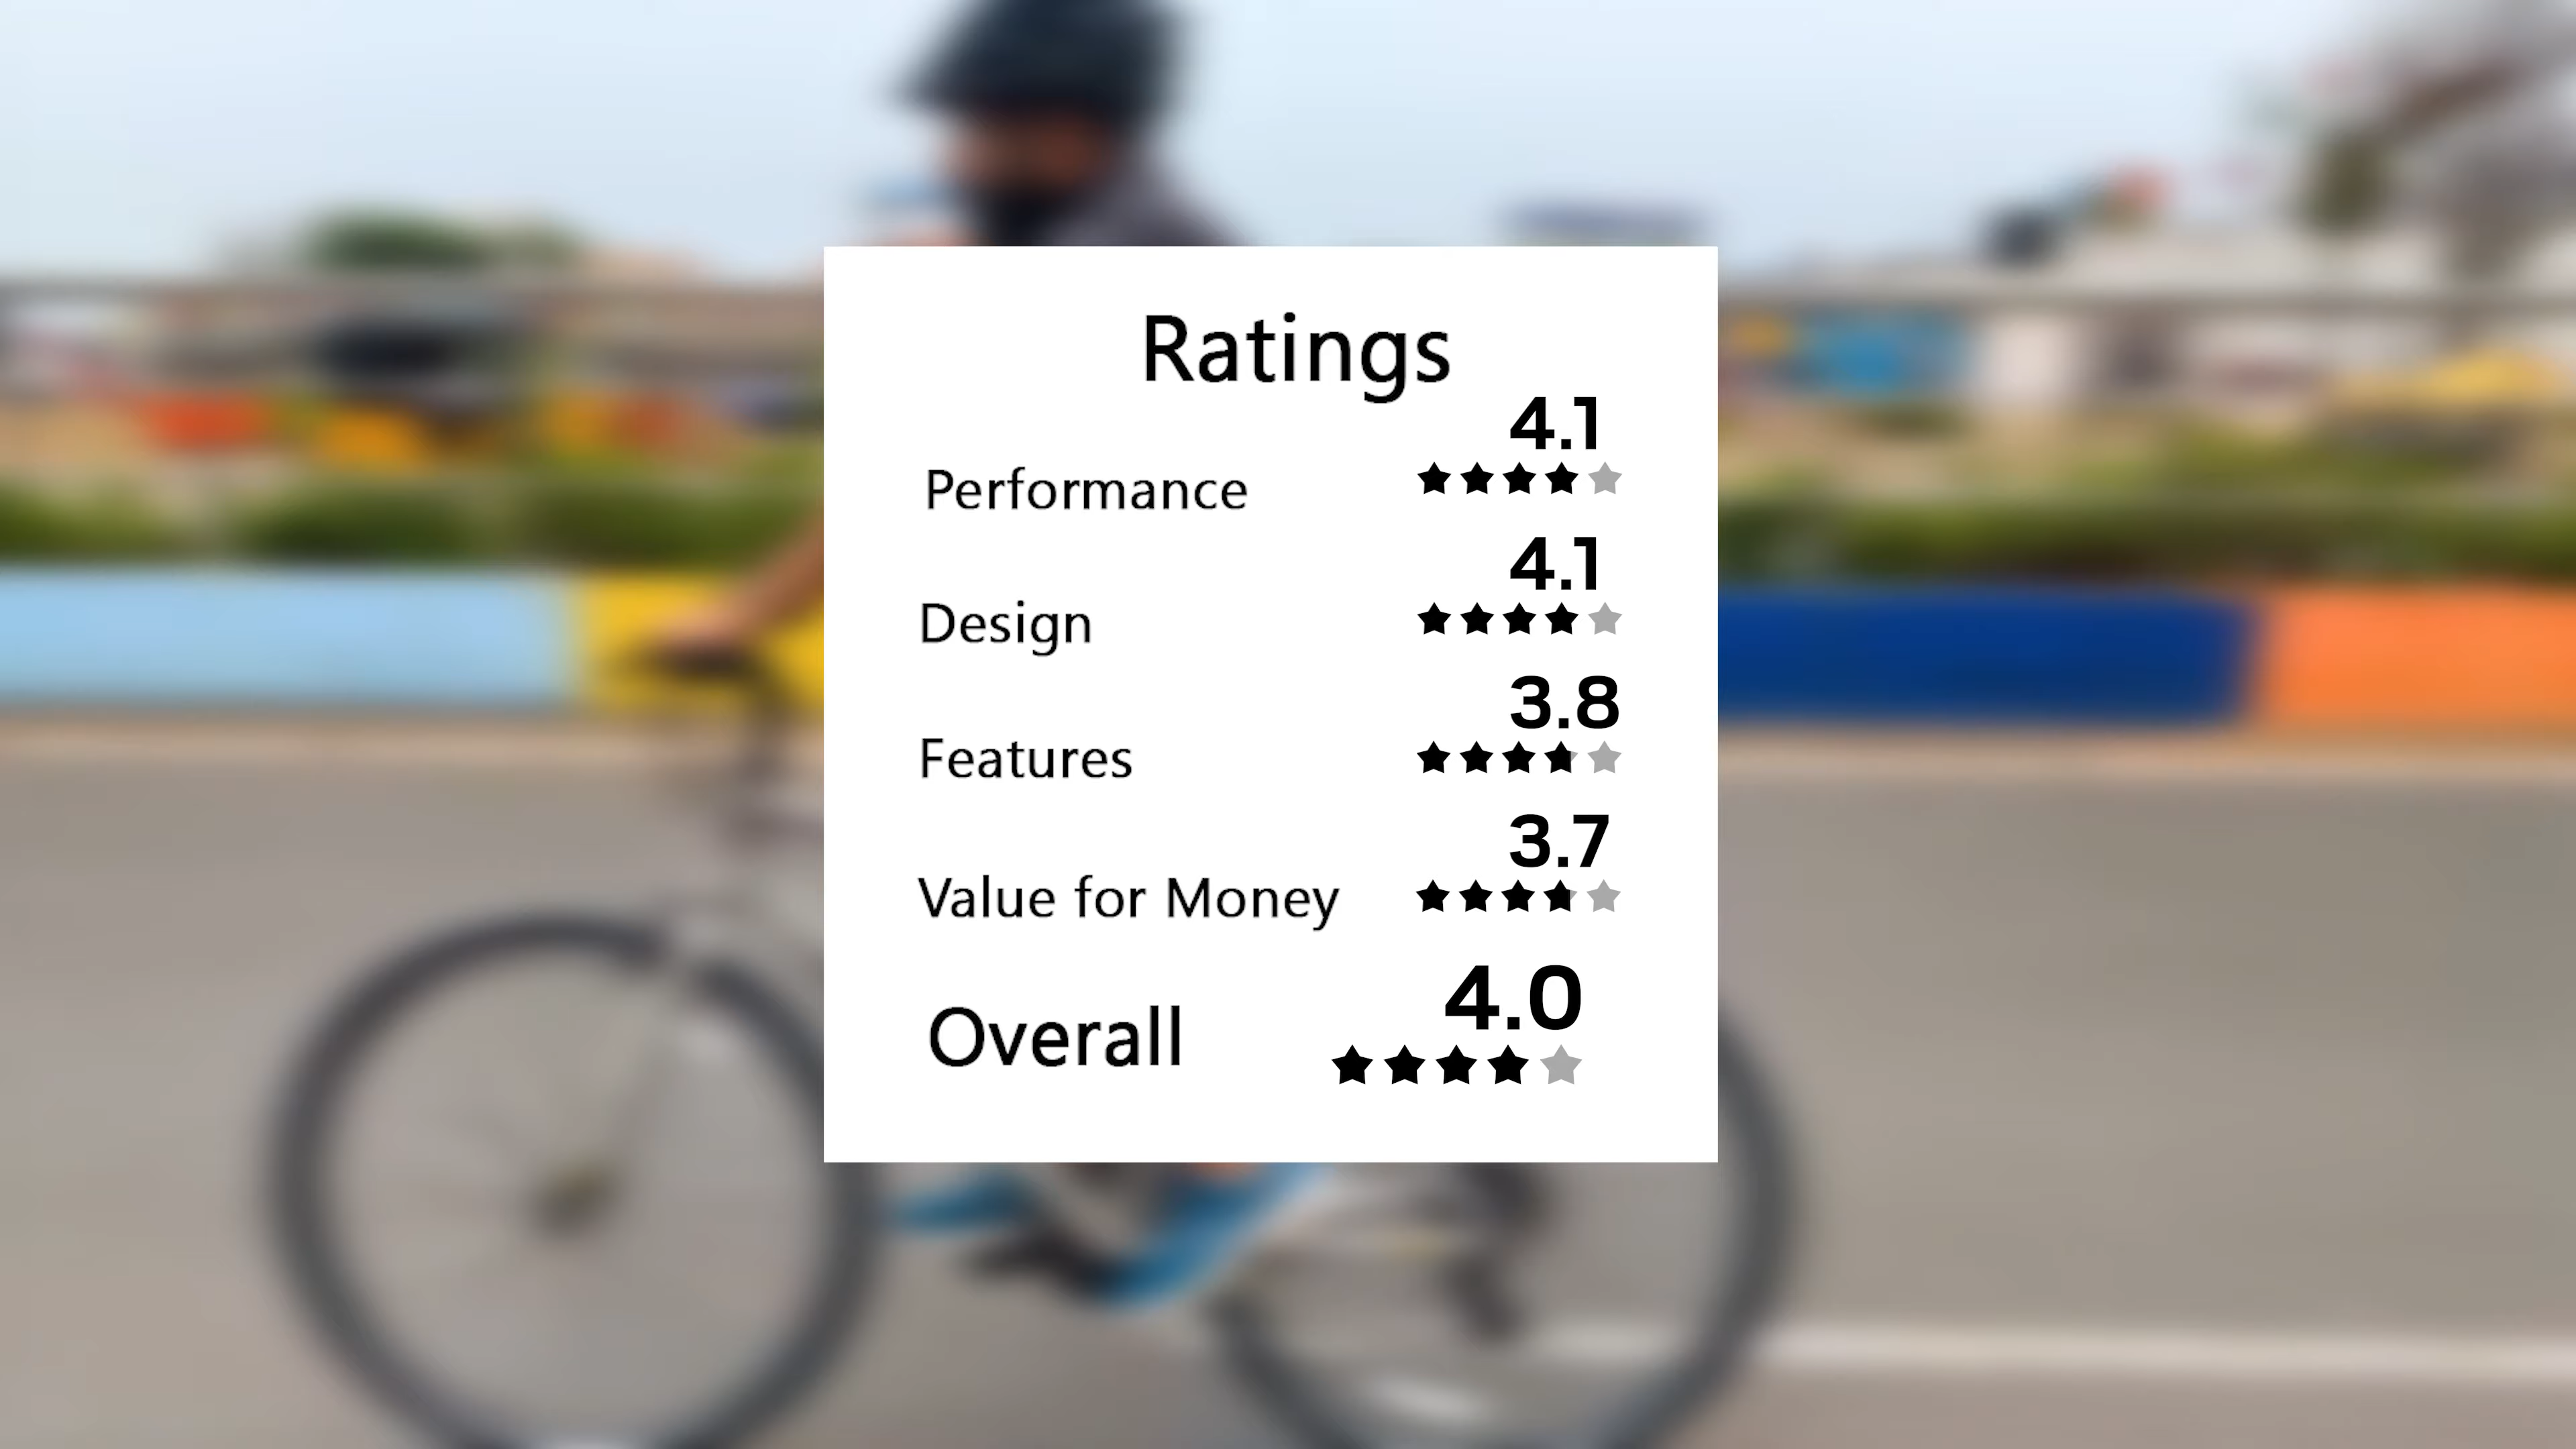 Ratings
4.1
Performance
4.1
Design
3.8
Features
3.7
Value for Money
4.0
Overall